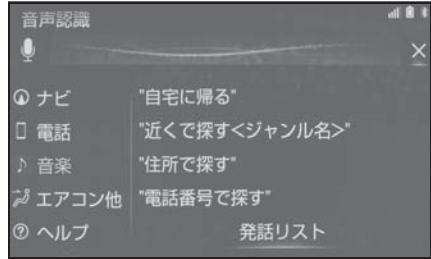 音声認識
ナビ
"自宅に帰る"
電話
"近くで探す<ジャンル名>"
音楽
"住所で探す"
エアコン他
"電話番号で探す"
ヘルプ
発話リスト